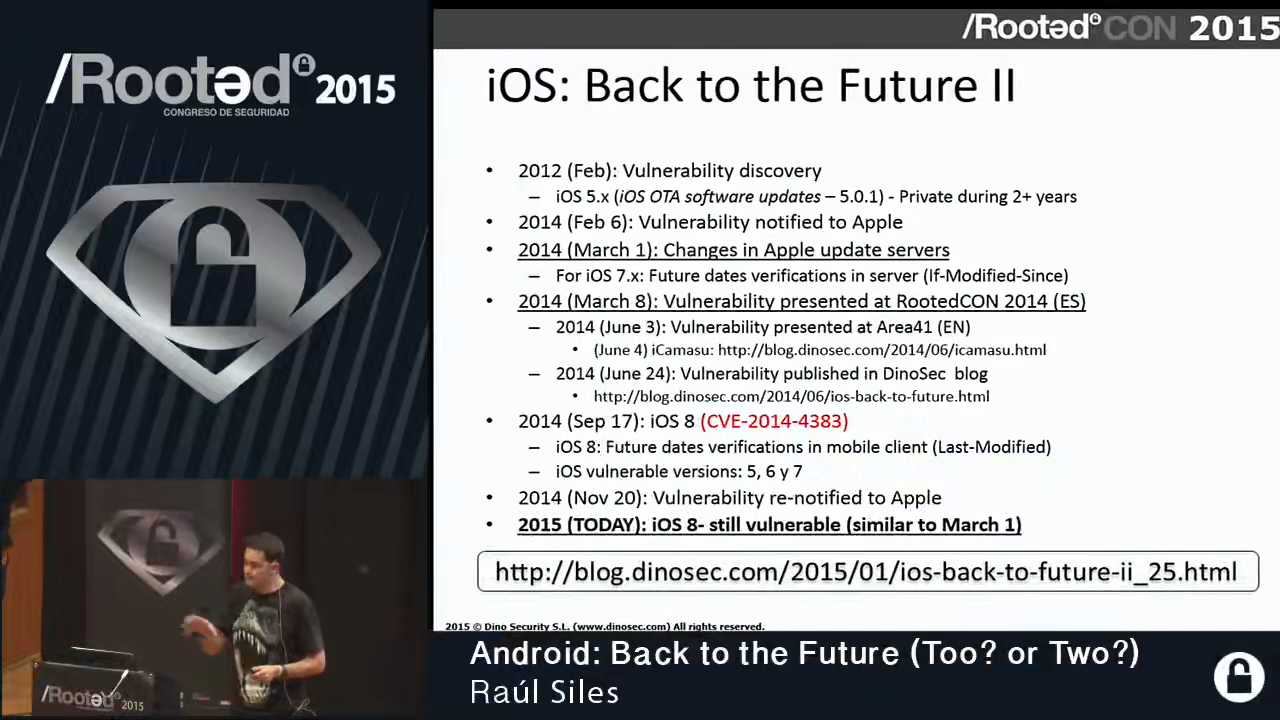 /Rootəd 2015
CONGRESO DE SEGURIDAD
/RootədCON 2015
iOS: Back to the Future II
• 2012 (Feb): Vulnerability discovery
– iOS 5.x (iOS OTA software updates – 5.0.1) - Private during 2+ years
• 2014 (Feb 6): Vulnerability notified to Apple
• 2014 (March 1): Changes in Apple update servers
– For iOS 7.x: Future dates verifications in server (If-Modified-Since)
• 2014 (March 8): Vulnerability presented at RootedCON 2014 (ES)
– 2014 (June 3): Vulnerability presented at Area41 (EN)
• (June 4) iCamasu: http://blog.dinosec.com/2014/06/icamasu.html
– 2014 (June 24): Vulnerability published in DinoSec blog
• http://blog.dinosec.com/2014/06/ios-back-to-future.html
• 2014 (Sep 17): iOS 8 (CVE-2014-4383)
– iOS 8: Future dates verifications in mobile client (Last-Modified)
– iOS vulnerable versions: 5, 6 y 7
• 2014 (Nov 20): Vulnerability re-notified to Apple
• 2015 (TODAY): iOS 8- still vulnerable (similar to March 1)
http://blog.dinosec.com/2015/01/ios-back-to-future-ii_25.html
2015 © Dino Security S.L. (www.dinosec.com) All rights reserved.
/Rootəd 2015
Android: Back to the Future (Too? or Two?)
Raúl Siles